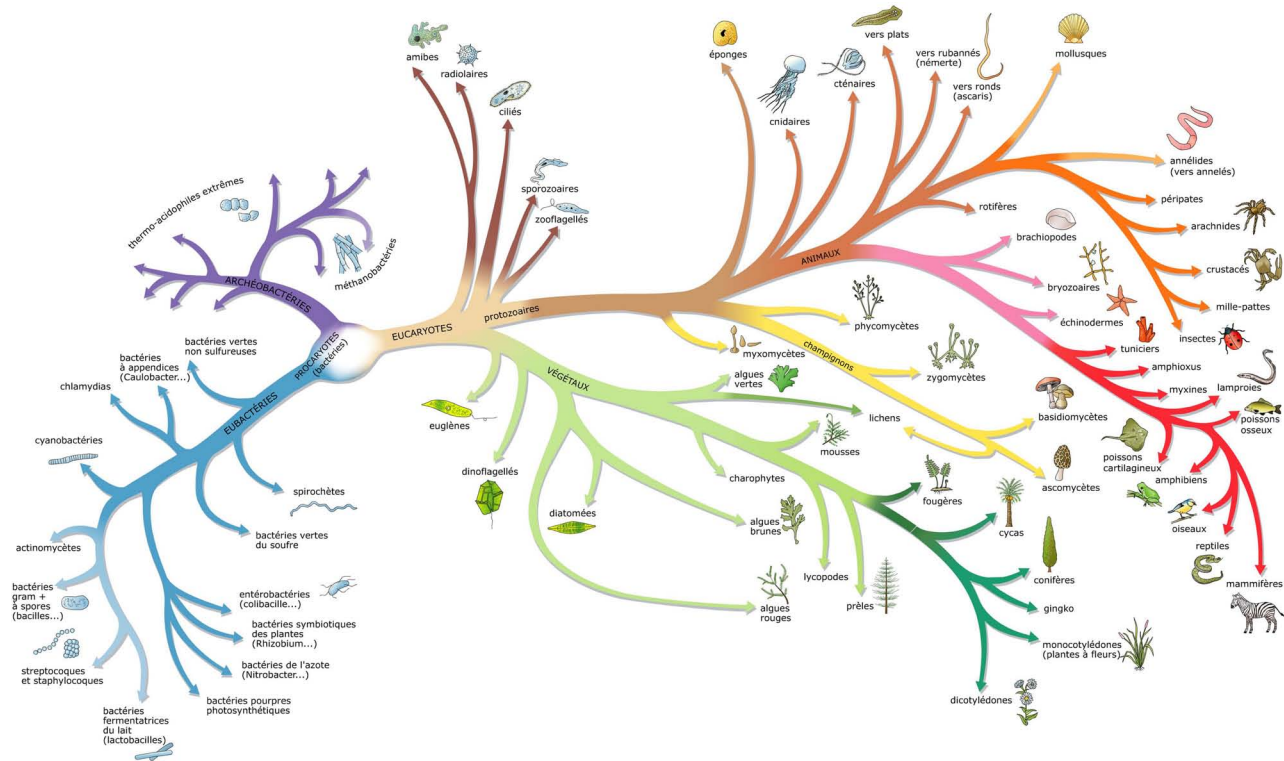 amibes
radiolaires
ciliés
sporozoaires
zooflagellés
éponges
cnidaires
cténaires
vers plats
vers rubannés
(némerte)
vers ronds
(ascaris)
mollusques
annélides
(vers annelés)
péripates
arachnides
crustacés
mille-pattes
insectes
rotifères
brachiopodes
bryozoaires
échinodermes
tuniciers
amphioxus
myxines
lamproies
poissons
osseux
poissons
cartilagineux
amphibiens
oiseaux
reptiles
mammifères
ANIMAUX
thermo-acidophiles extrêmes
méthanobactéries
ARCHÉOBACTÉRIES
PROCARYOTES
(bactéries)
EUCARYOTES
protozoaires
phycomycètes
myxomycètes
champignons
zygomycètes
basidiomycètes
ascomycètes
lichens
VÉGÉTAUX
algues
vertes
mousses
charophytes
euglènes
dinoflagellés
diatomées
algues
brunes
algues
rouges
lycopodes
prèles
fougères
cycas
conifères
gingko
monocotylédones
(plantes à fleurs)
dicotylédones
EUBACTÉRIES
bactéries vertes
non sulfureuses
bactéries
à appendices
(Caulobacter...)
chlamydias
cyanobactéries
spirochètes
bactéries vertes
du soufre
actinomycètes
bactéries
gram +
à spores
(bacilles...)
streptocoques
et staphylocoques
bactéries
fermentatrices
du lait
(lactobacilles)
entérobactéries
(colibacille...)
bactéries symbiotiques
des plantes
(Rhizobium...)
bactéries de l'azote
(Nitrobacter...)
bactéries pourpres
photosynthétiques